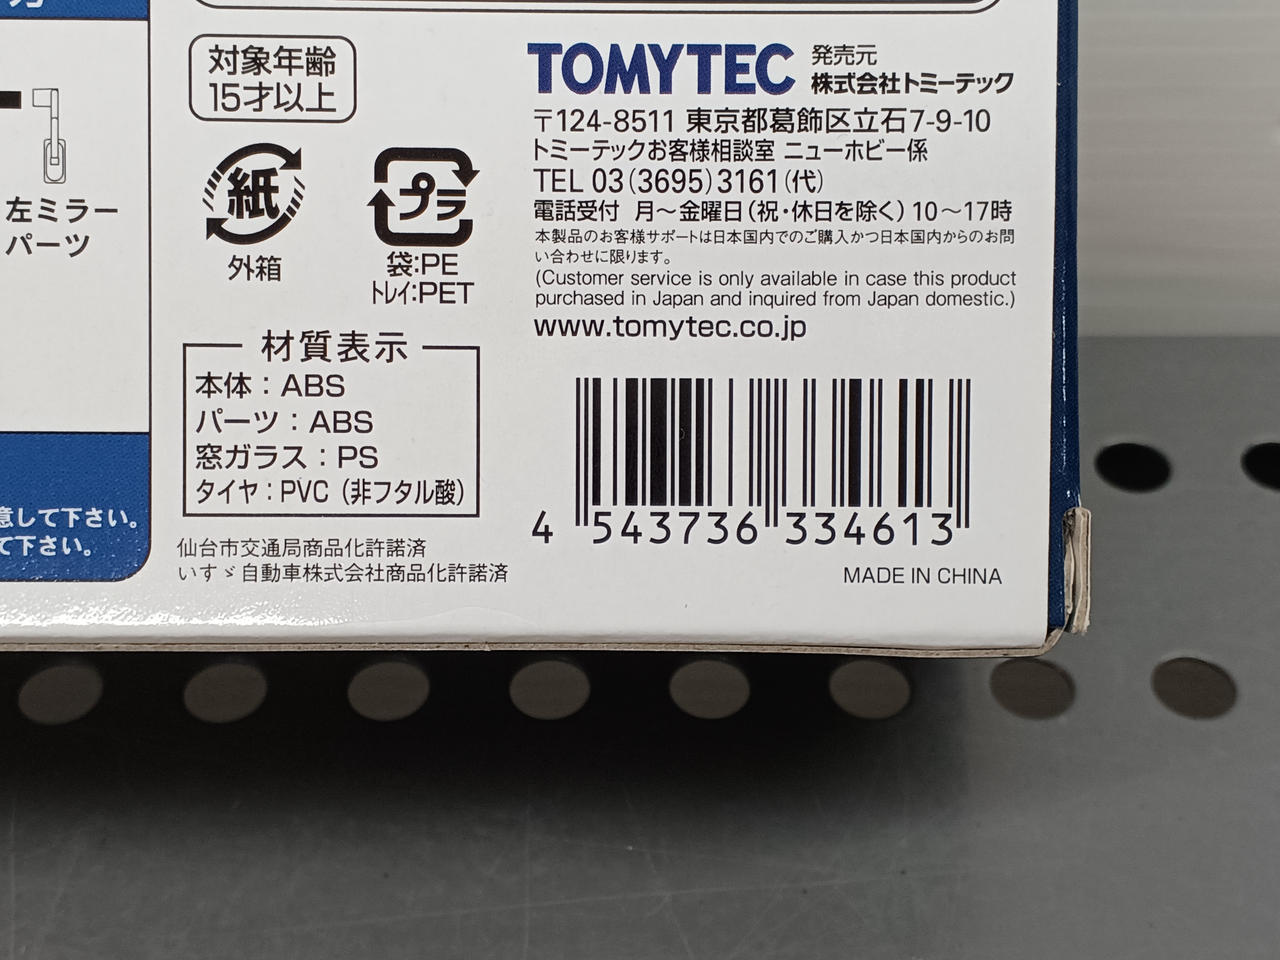 左ミラー
パーツ
意して下さい。
て下さい。
対象年齢
15才以上
紙
外箱
プラ
袋:PE
トレイ:PET
材質表示
本体:ABS
パーツ:ABS
窓ガラス:PS
タイヤ:PVC(非フタル酸)
仙台市交通局商品化許諾済
いすゞ自動車株式会社商品化許諾済
TOMYTEC 発売元
株式会社トミーテック
〒124-8511 東京都葛飾区立石7-9-10
トミーテックお客様相談室 ニューホビー係
TEL 03(3695)3161(代)
電話受付 月~金曜日(祝・休日を除く)10~17時
本製品のお客様サポートは日本国内でのご購入かつ日本国内からのお問
い合わせに限ります。
(Customer service is only available in case this product
purchased in Japan and inquired from Japan domestic.)
www.tomytec.co.jp
4 543736 334613
MADE IN CHINA